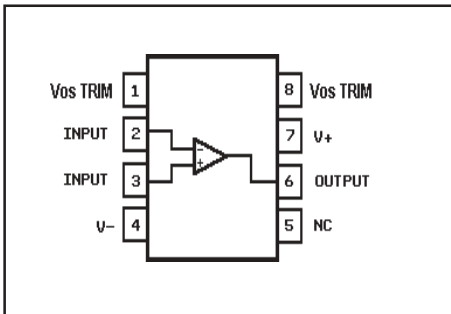 Vos TRIM 1 8 Vos TRIM
INPUT 2 - 7 V+
INPUT 3 + 6 OUTPUT
V- 4 5 NC